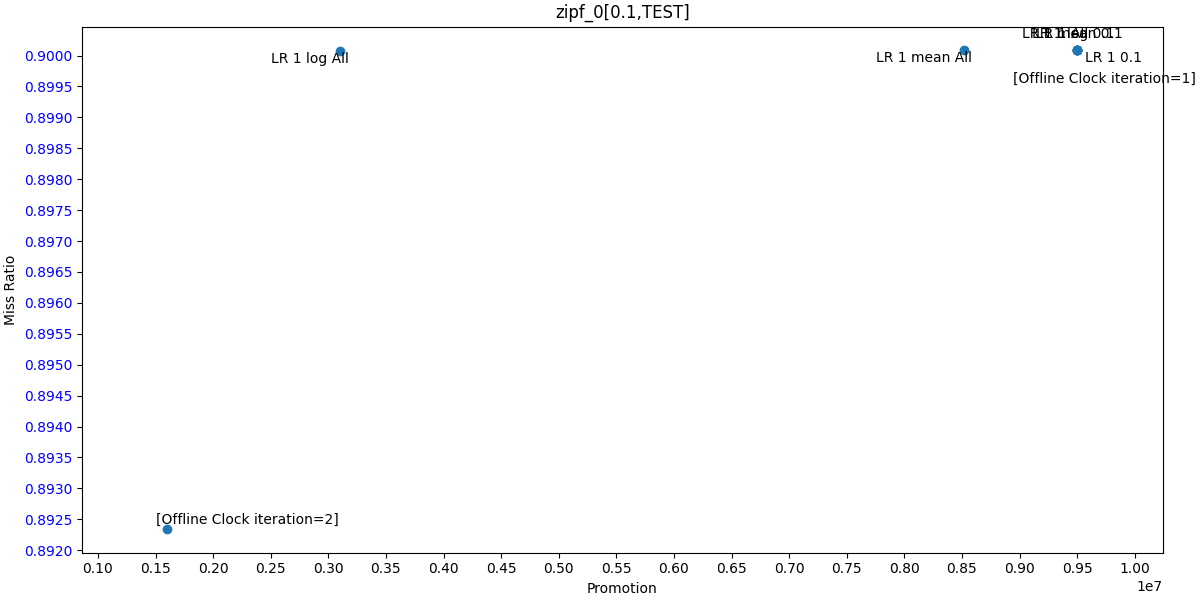 zipf_0[0.1,TEST]
Miss Ratio
0.9000
0.8995
0.8990
0.8985
0.8980
0.8975
0.8970
0.8965
0.8960
0.8955
0.8950
0.8945
0.8940
0.8935
0.8930
0.8925
0.8920
LR 1 log All
LR 1 mean All
LR 1 0.1
[Offline Clock iteration=1]
[Offline Clock iteration=2]
0.10 0.15 0.20 0.25 0.30 0.35 0.40 0.45 0.50 0.55 0.60 0.65 0.70 0.75 0.80 0.85 0.90 0.95 1.00
1e7
Promotion